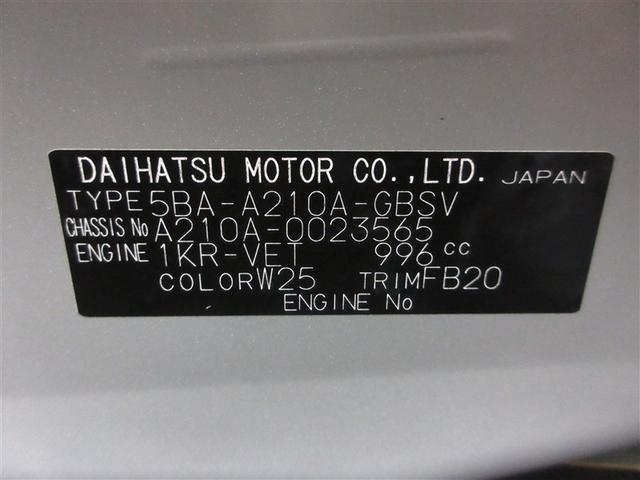 DAIHATSU MOTOR CO.,LTD. JAPAN
TYPE 5BA-A210A-GBSV
CHASSIS No A210A-0023565
ENGINE 1KR-VET 996 cc
COLOR W25 TRIM FB20
ENGINE No